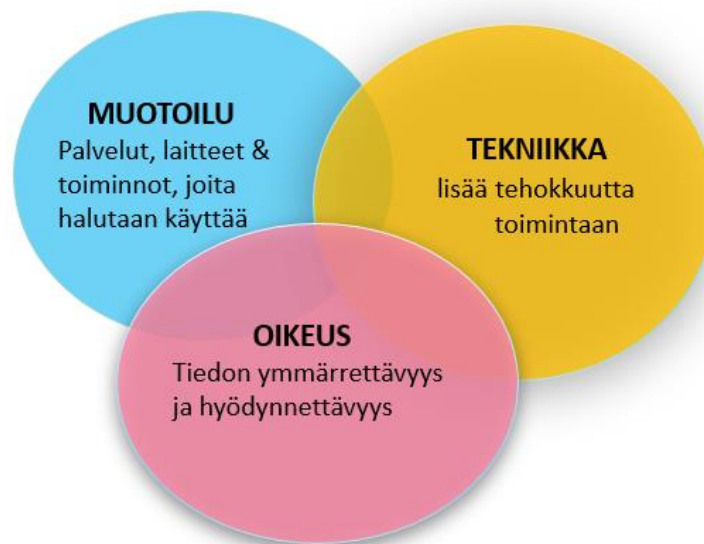 MUOTOILU
Palvelut, laitteet &
toiminnot, joita
halutaan käyttää
TEKNIIKKA
lisää tehokkuutta
toimintaan
OIKEUS
Tiedon ymmärrettävyys
ja hyödynnettävyys